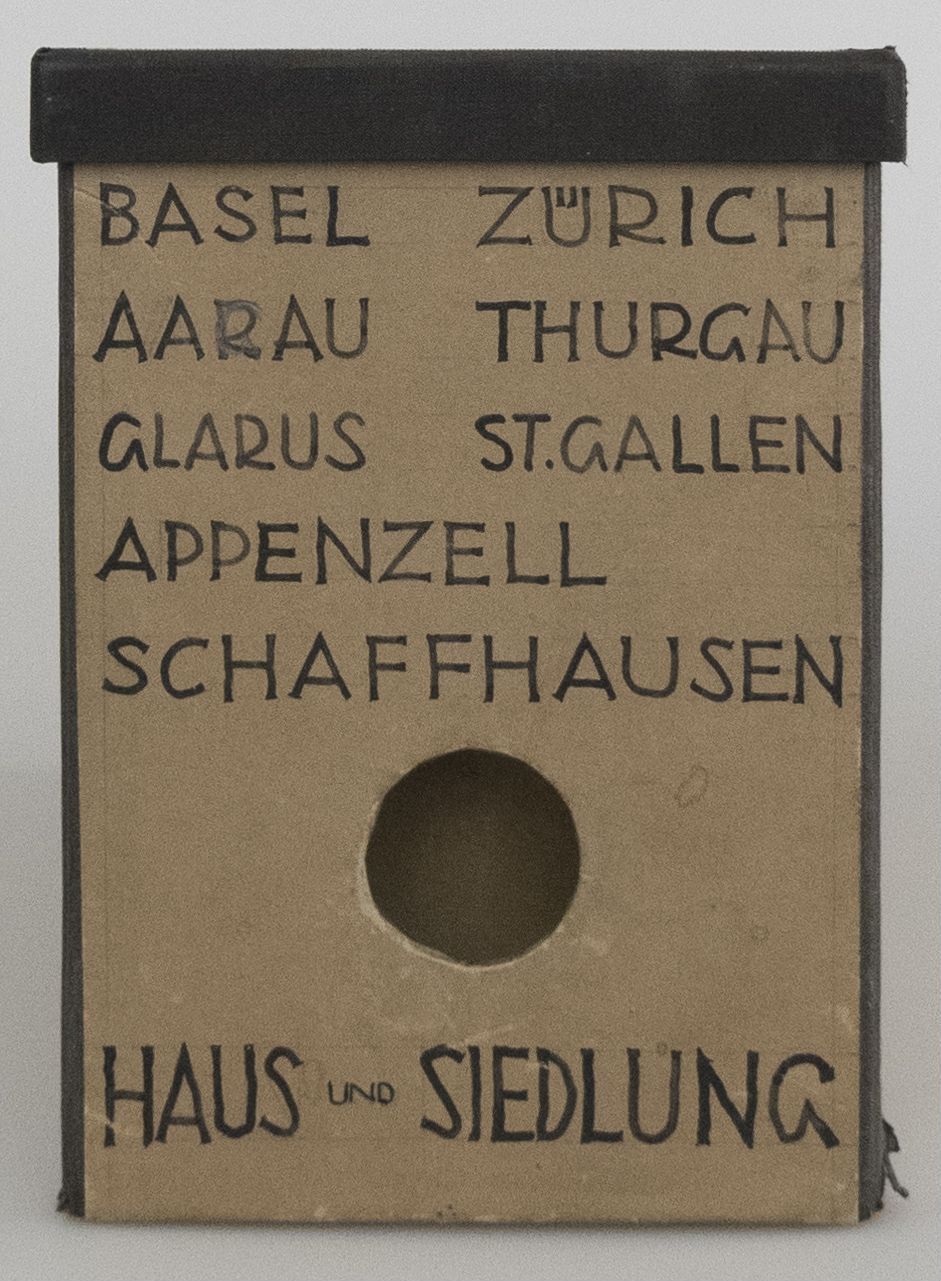 BASEL ZÜRICH
AARAU THURGAU
GLARUS ST. GALLEN
APPENZELL
SCHAFFHAUSEN
HAUS UND SIEDLUNG